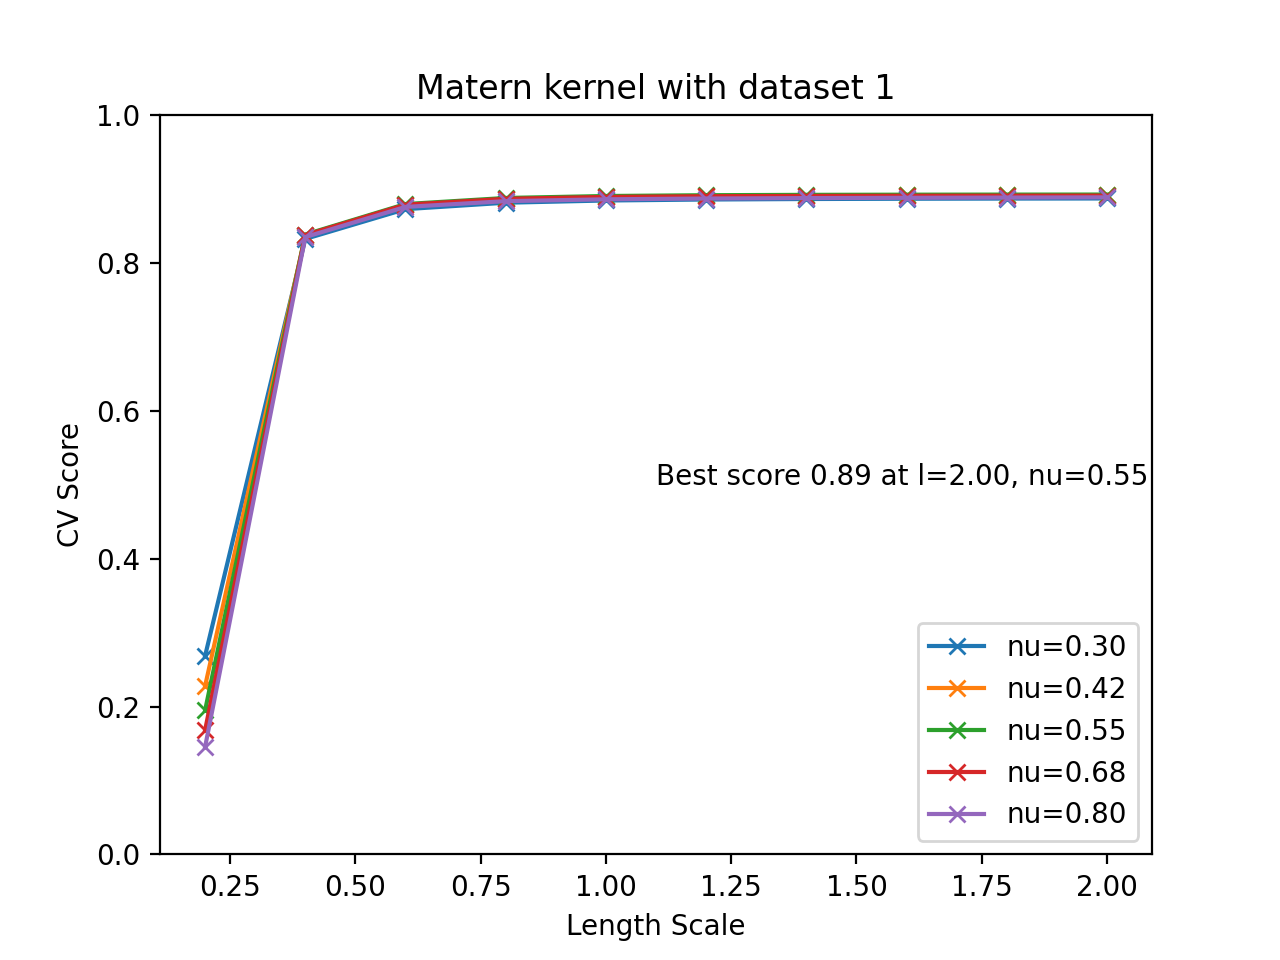 Matern kernel with dataset 1
1.0
0.8
0.6
0.4
0.2
0.0
CV Score
Best score 0.89 at l=2.00, nu=0.55
nu=0.30
nu=0.42
nu=0.55
nu=0.68
nu=0.80
0.25 0.50 0.75 1.00 1.25 1.50 1.75 2.00
Length Scale